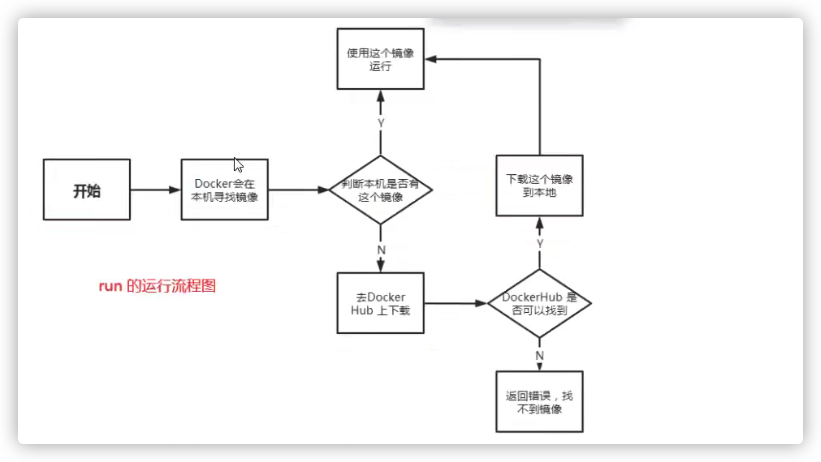 使用这个镜像
运行
Y
开始
Docker会在
本机寻找镜像
判断本机是否有
这个镜像
下载这个镜像
到本地
N
Y
run 的运行流程图
去Docker
Hub 上下载
DockerHub 是
否可以找到
N
返回错误，找
不到镜像